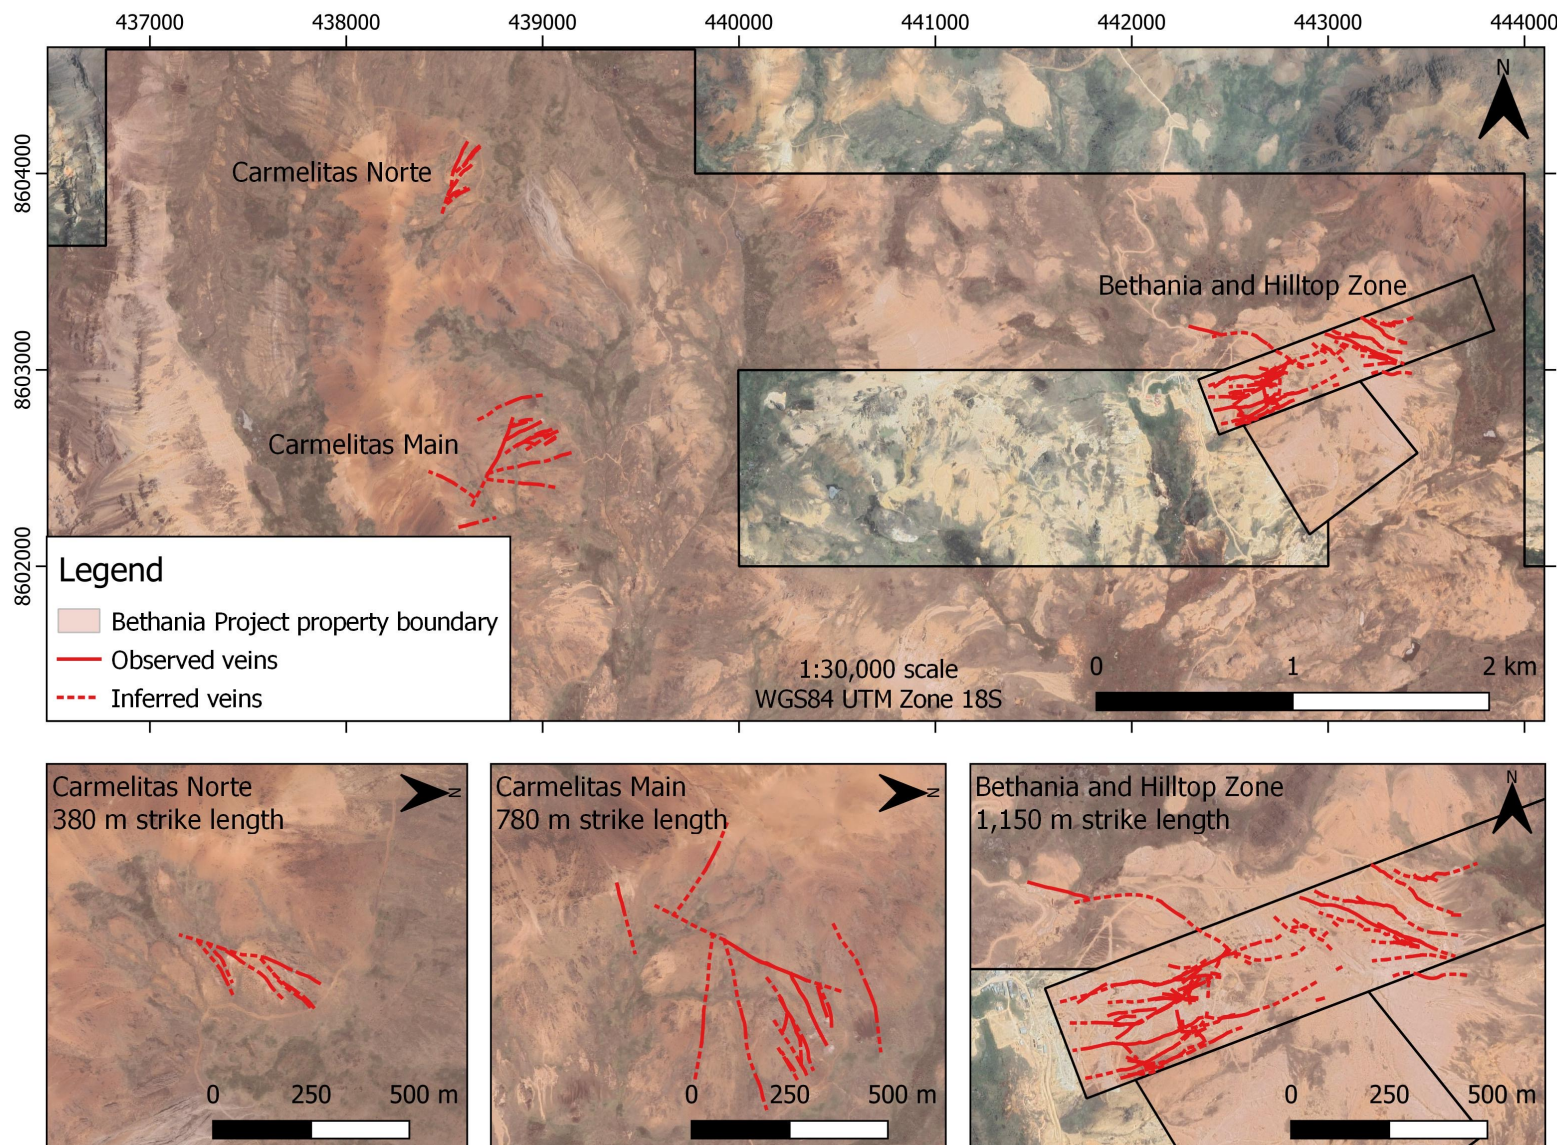 437000 438000 439000 440000 441000 442000 443000 444000
N
8604000
Carmelitas Norte
Bethania and Hilltop Zone
8603000
Carmelitas Main
8602000
Legend
Bethania Project property boundary
Observed veins
Inferred veins
1:30,000 scale
WGS84 UTM Zone 18S
0 1 2 km
Carmelitas Norte
380 m strike length
N
0 250 500 m
Carmelitas Main
780 m strike length
N
0 250 500 m
Bethania and Hilltop Zone
1,150 m strike length
N
0 250 500 m